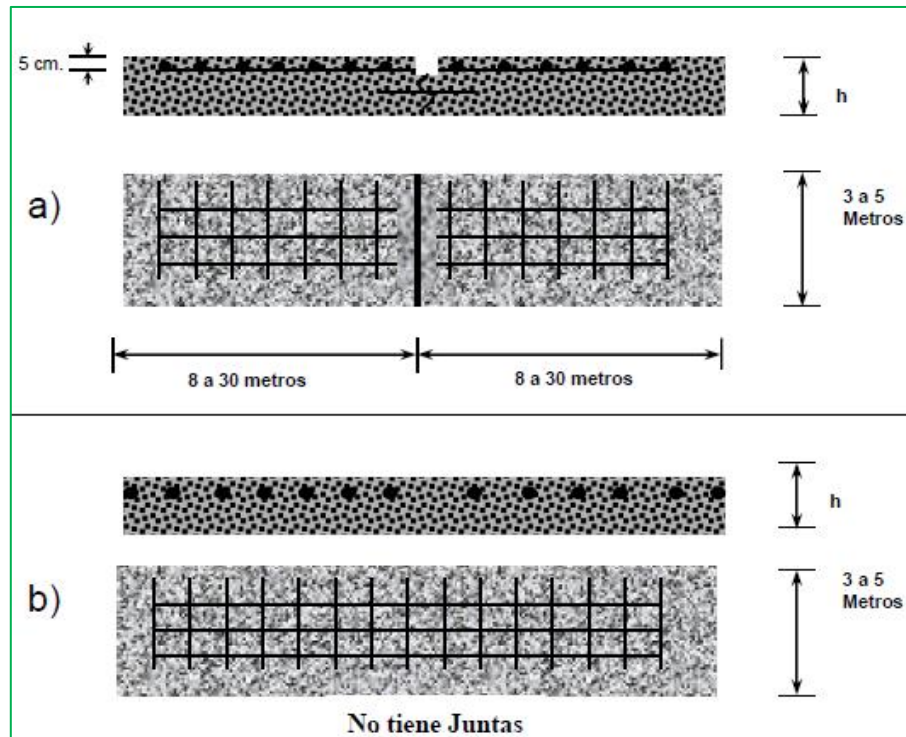 5 cm.
h
a)
3 a 5
Metros
8 a 30 metros
8 a 30 metros
h
b)
3 a 5
Metros
No tiene Juntas